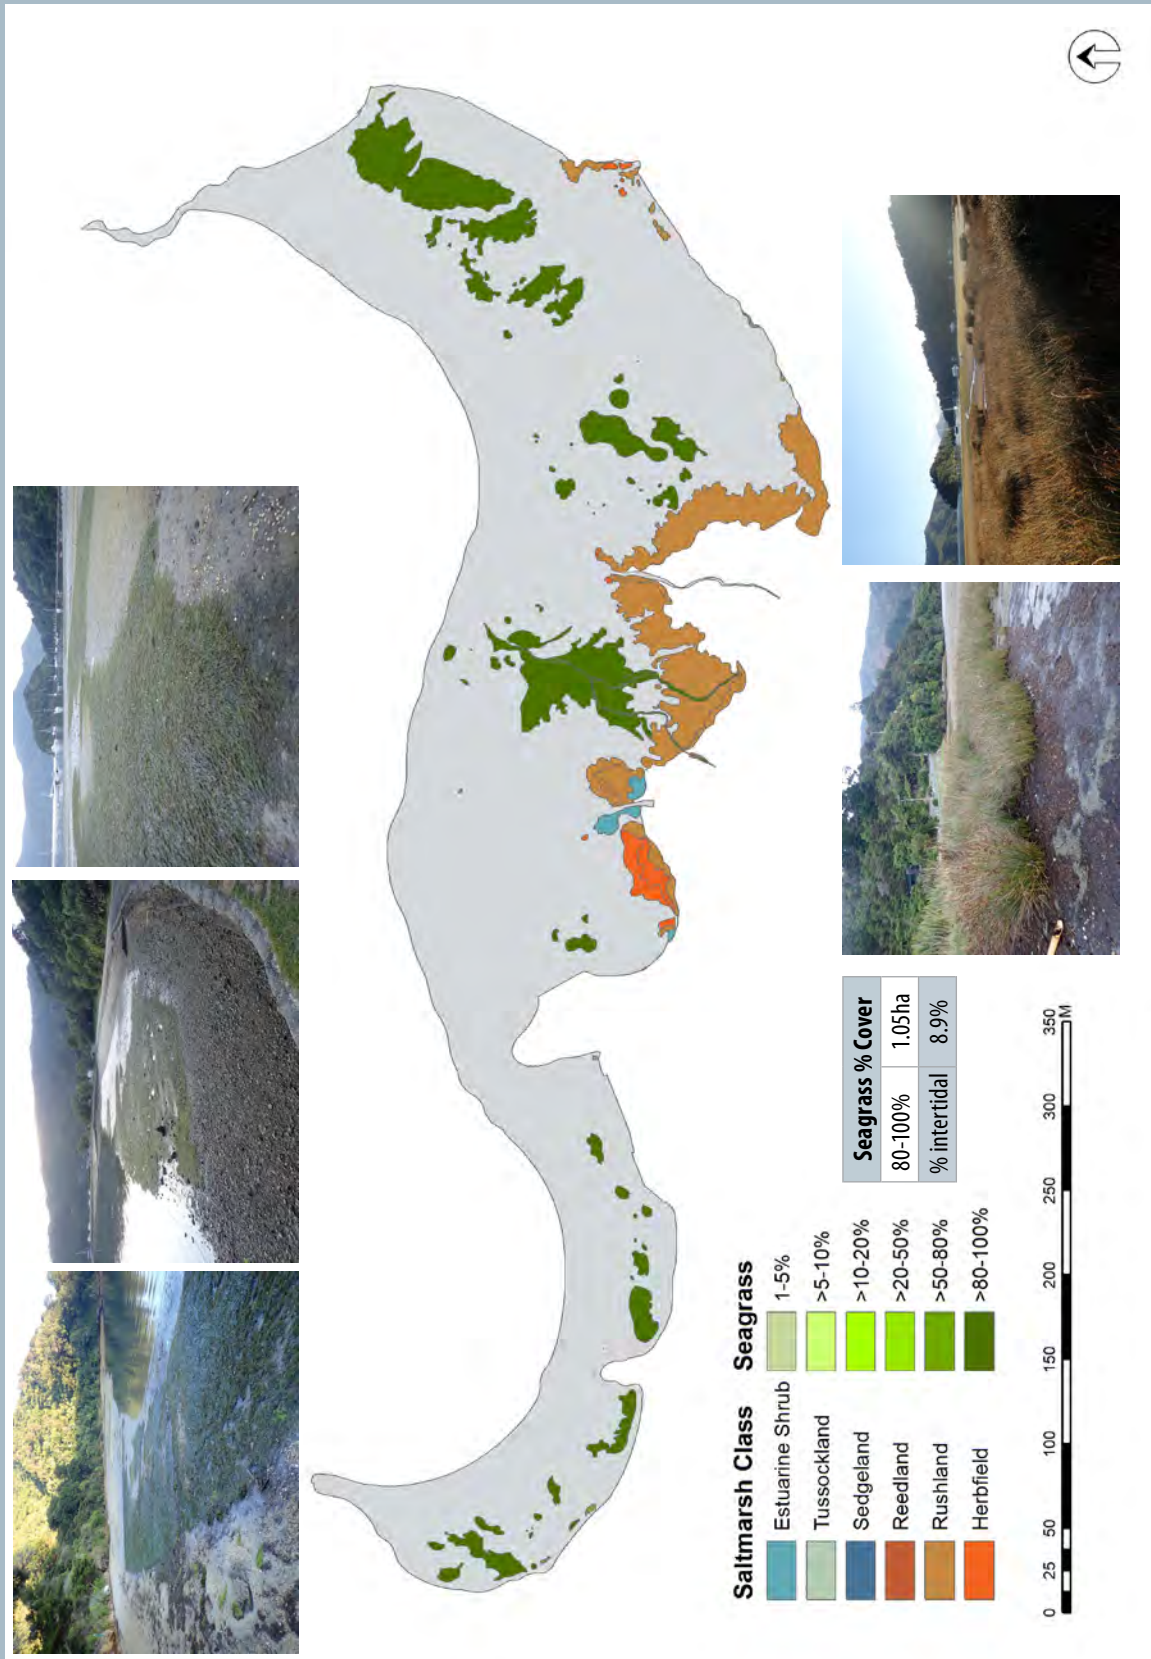 Saltmarsh Class
Estuarine Shrub
Tussockland
Sedgeland
Reedland
Rushland
Herbfield
Seagrass
1-5%
>5-10%
>10-20%
>20-50%
>50-80%
>80-100%
Seagrass % Cover
80-100% 1.05ha
% intertidal 8.9%
0 25 50 100 150 200 250 300 350
M